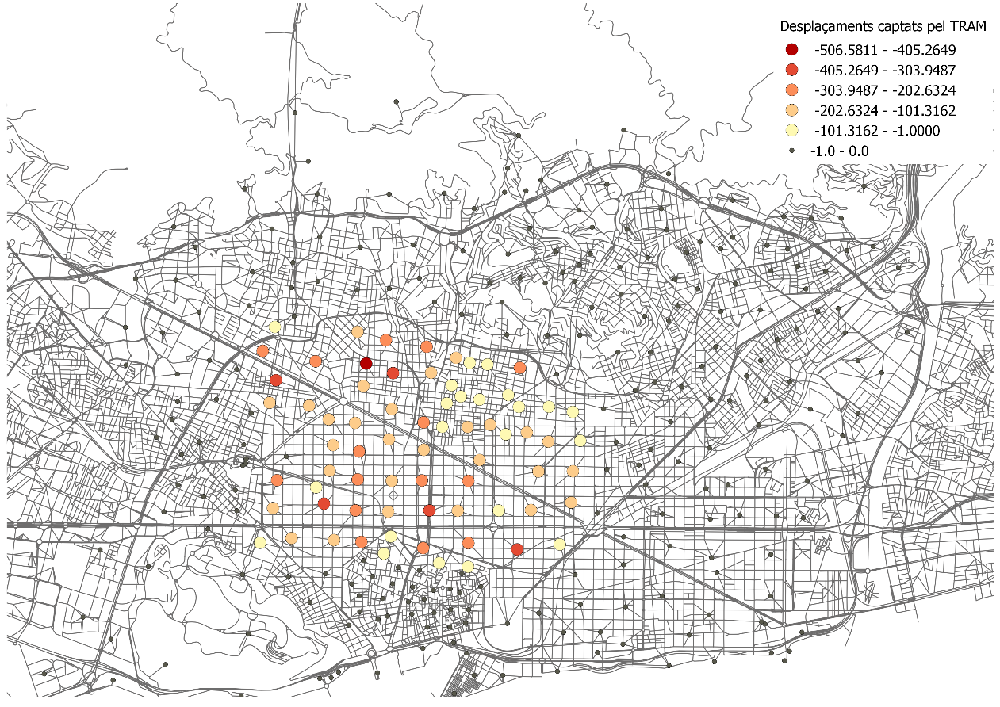 Desplaçaments captats pel TRAM
-506.5811 - -405.2649
-405.2649 - -303.9487
-303.9487 - -202.6324
-202.6324 - -101.3162
-101.3162 - -1.0000
-1.0 - 0.0